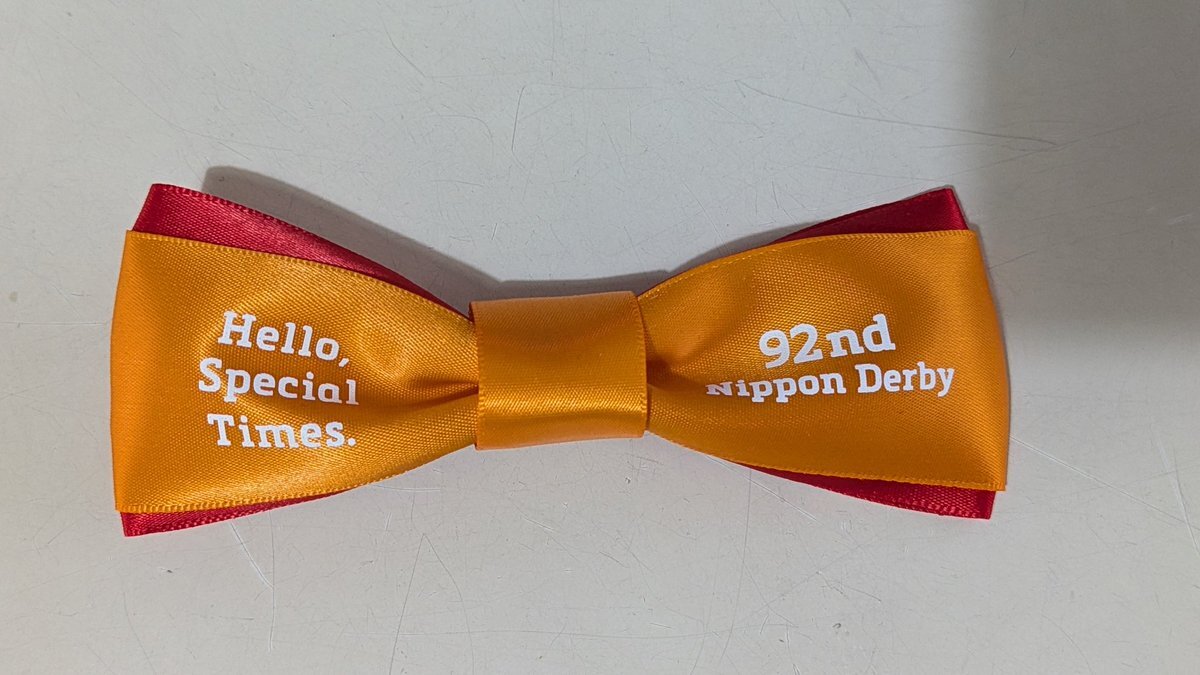 Hello,
Special
Times.
92nd
Nippon Derby